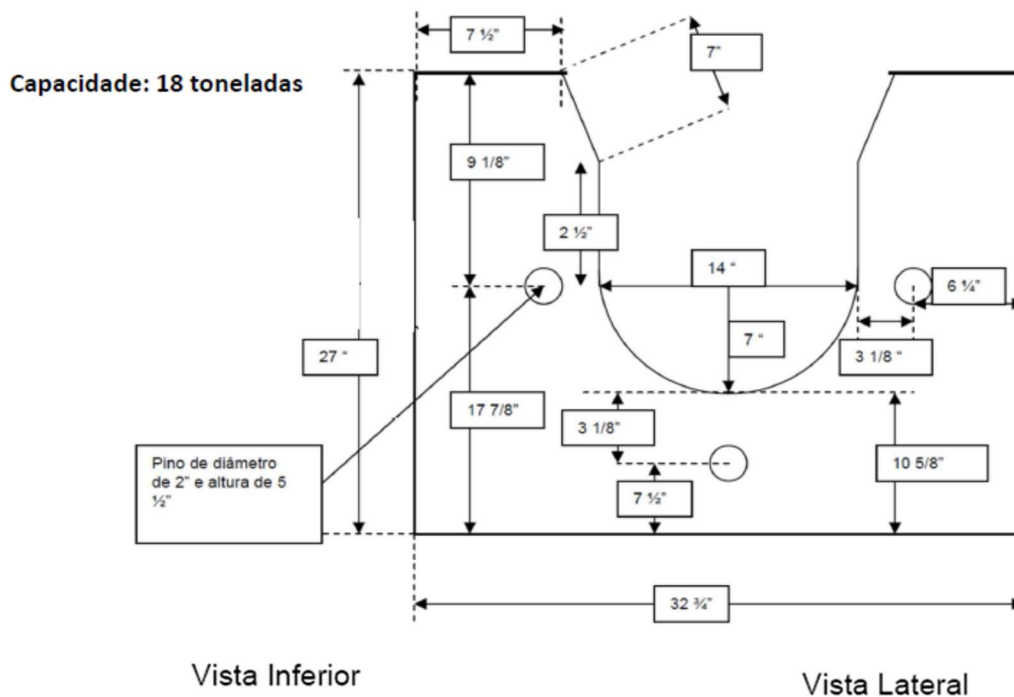 7 ½”
7”
Capacidade: 18 toneladas
9 1/8”
2 ½”
14 “
6 ¼”
7 “
3 1/8 “
27 “
17 7/8”
3 1/8”
10 5/8”
Pino de diâmetro
de 2” e altura de 5
½”
7 ½”
32 ¾”
Vista Inferior
Vista Lateral